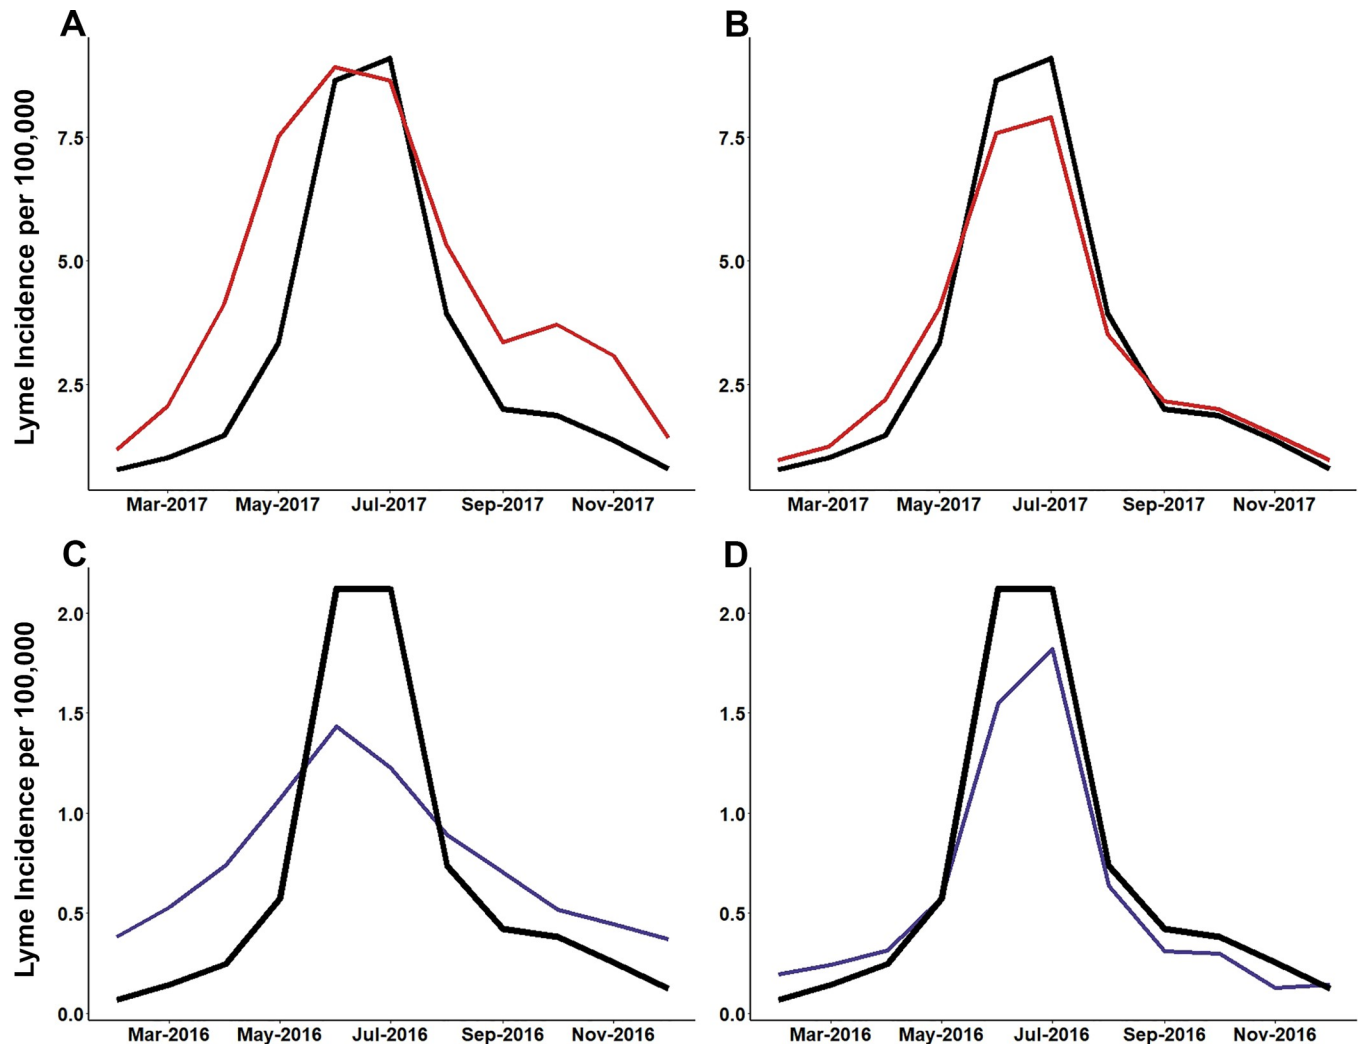 A
B
Lyme Incidence per 100,000
7.5
5.0
2.5
Mar-2017 May-2017 Jul-2017 Sep-2017 Nov-2017
7.5
5.0
2.5
Mar-2017 May-2017 Jul-2017 Sep-2017 Nov-2017
C
D
Lyme Incidence per 100,000
2.0
1.5
1.0
0.5
0.0
Mar-2016 May-2016 Jul-2016 Sep-2016 Nov-2016
2.0
1.5
1.0
0.5
0.0
Mar-2016 May-2016 Jul-2016 Sep-2016 Nov-2016